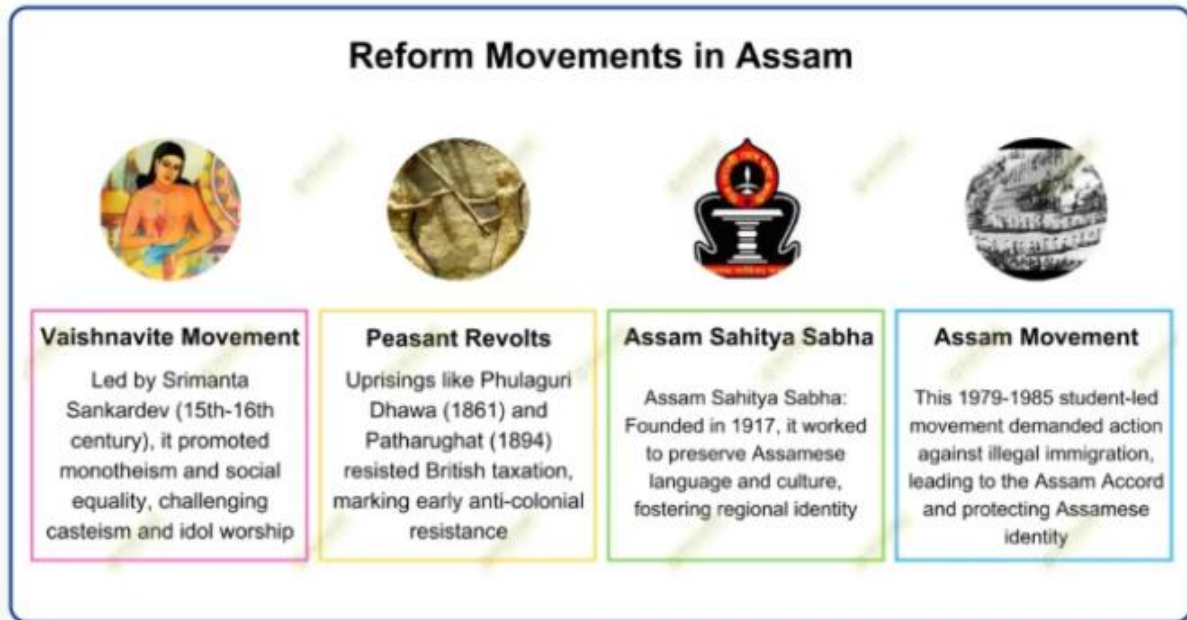 Reform Movements in Assam
Vaishnavite Movement
Led by Srimanta
Sankardev (15th-16th
century), it promoted
monotheism and social
equality, challenging
casteism and idol worship
Peasant Revolts
Uprisings like Phulaguri
Dhawa (1861) and
Patharughat (1894)
resisted British taxation,
marking early anti-colonial
resistance
Assam Sahitya Sabha
Assam Sahitya Sabha:
Founded in 1917, it worked
to preserve Assamese
language and culture,
fostering regional identity
Assam Movement
This 1979-1985 student-led
movement demanded action
against illegal immigration,
leading to the Assam Accord
and protecting Assamese
identity